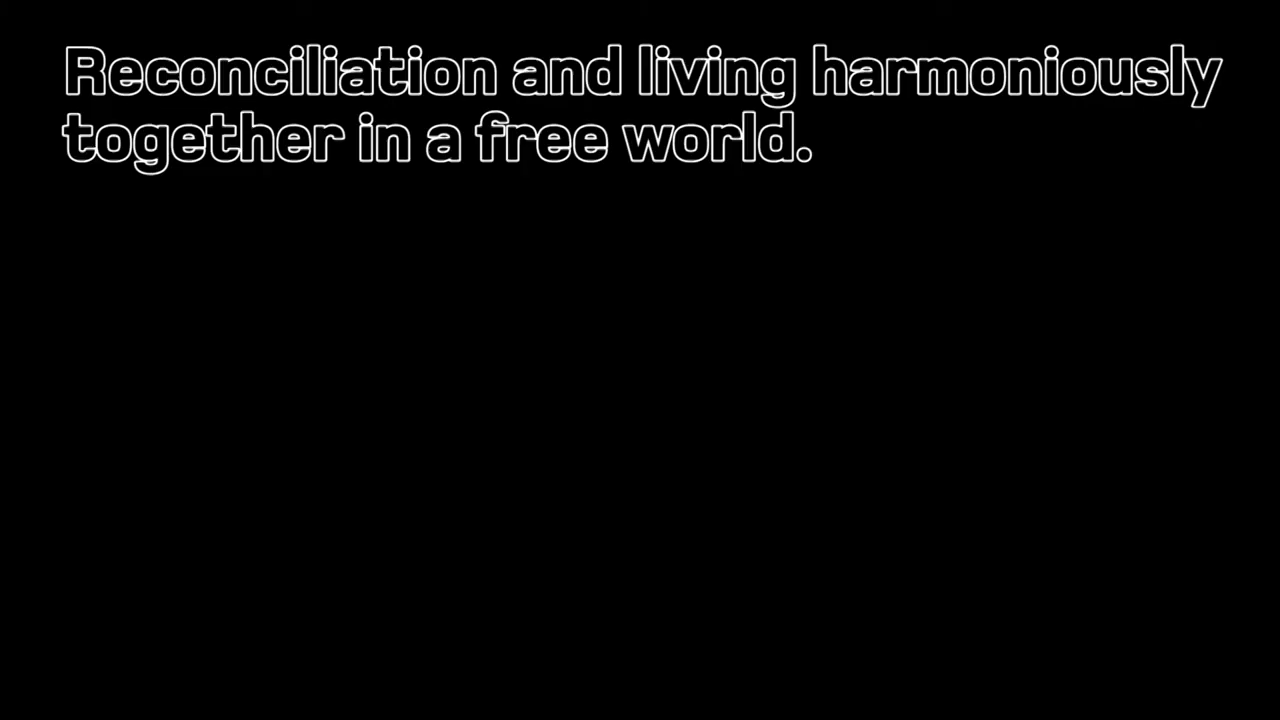 Reconciliation and living harmoniously
together in a free world.